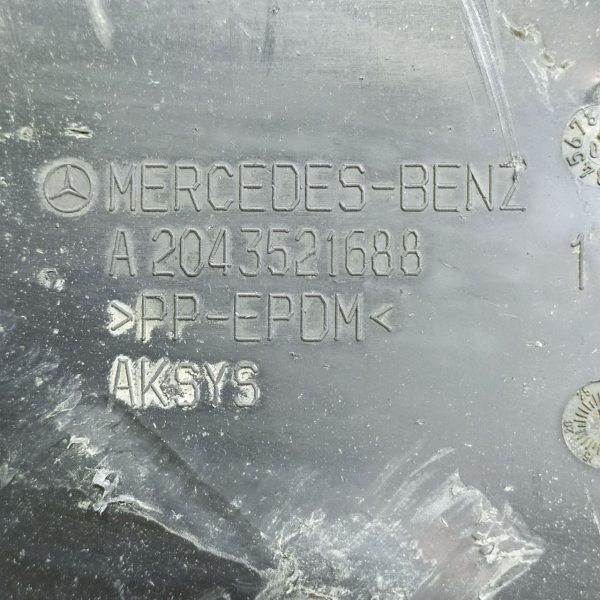 MERCEDES-BENZ
A 2043521688
1
>PP-EPDM<
AKSYS